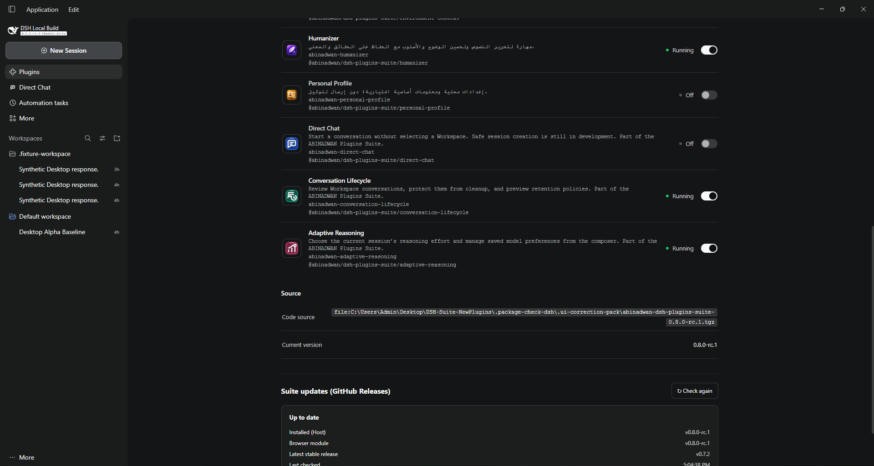 Application Edit
DSH Local Build
New Session
Plugins
Direct Chat
Automation tasks
More
Workspaces
.fixture-workspace
Synthetic Desktop response.
Synthetic Desktop response.
Synthetic Desktop response.
Default workspace
Desktop Alpha Baseline
More
Humanizer
abinadwan-humanizer
@abinadwan/dsh-plugins-suite/humanizer
Running
Personal Profile
abinadwan-personal-profile
@abinadwan/dsh-plugins-suite/personal-profile
Off
Direct Chat
Start a conversation without selecting a Workspace. Safe session creation is still in development. Part of the
ABINADWAN Plugins Suite.
abinadwan-direct-chat
@abinadwan/dsh-plugins-suite/direct-chat
Off
Conversation Lifecycle
Review Workspace conversations, protect them from cleanup, and preview retention policies. Part of the
ABINADWAN Plugins Suite.
abinadwan-conversation-lifecycle
@abinadwan/dsh-plugins-suite/conversation-lifecycle
Running
Adaptive Reasoning
Choose the current session's reasoning effort and manage saved model preferences from the composer. Part of the
ABINADWAN Plugins Suite.
abinadwan-adaptive-reasoning
@abinadwan/dsh-plugins-suite/adaptive-reasoning
Running
Source
Code source
file:C:\Users\Admin\Desktop\DSH-Suite-NewPlugins\.package-check-dsh\.ui-correction-pack\abinadwan-dsh-plugins-suite-
0.8.0-rc.1.tgz
Current version 0.8.0-rc.1
Suite updates (GitHub Releases)
Check again
Up to date
Installed (Host) v0.8.0-rc.1
Browser module v0.8.0-rc.1
Latest stable release v0.7.2
Last checked 1:04:18 PM